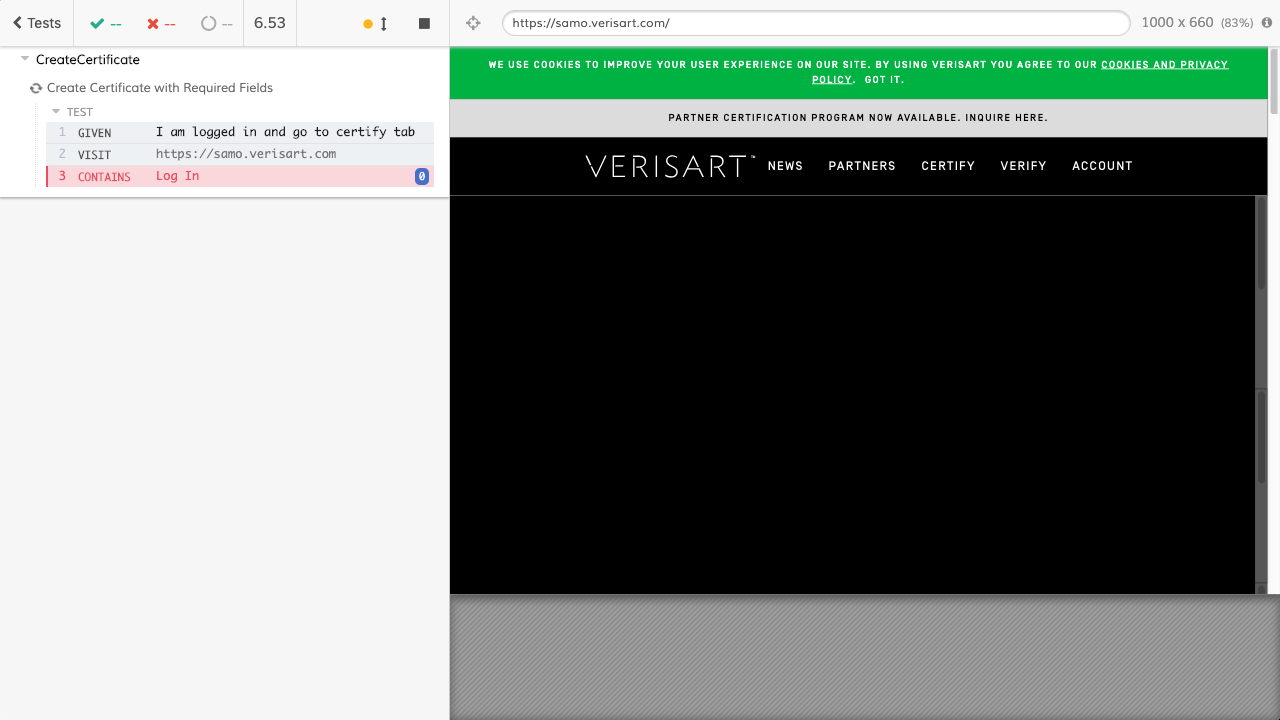 Tests
--
--
--
6.53
https://samo.verisart.com/
1000 x 660 (83%)
CreateCertificate
Create Certificate with Required Fields
TEST
1 GIVEN I am logged in and go to certify tab
2 VISIT https://samo.verisart.com
3 CONTAINS Log In 0
WE USE COOKIES TO IMPROVE YOUR USER EXPERIENCE ON OUR SITE. BY USING VERISART YOU AGREE TO OUR COOKIES AND PRIVACY
POLICY. GOT IT.
PARTNER CERTIFICATION PROGRAM NOW AVAILABLE. INQUIRE HERE.
VERISART™ NEWS PARTNERS CERTIFY VERIFY ACCOUNT